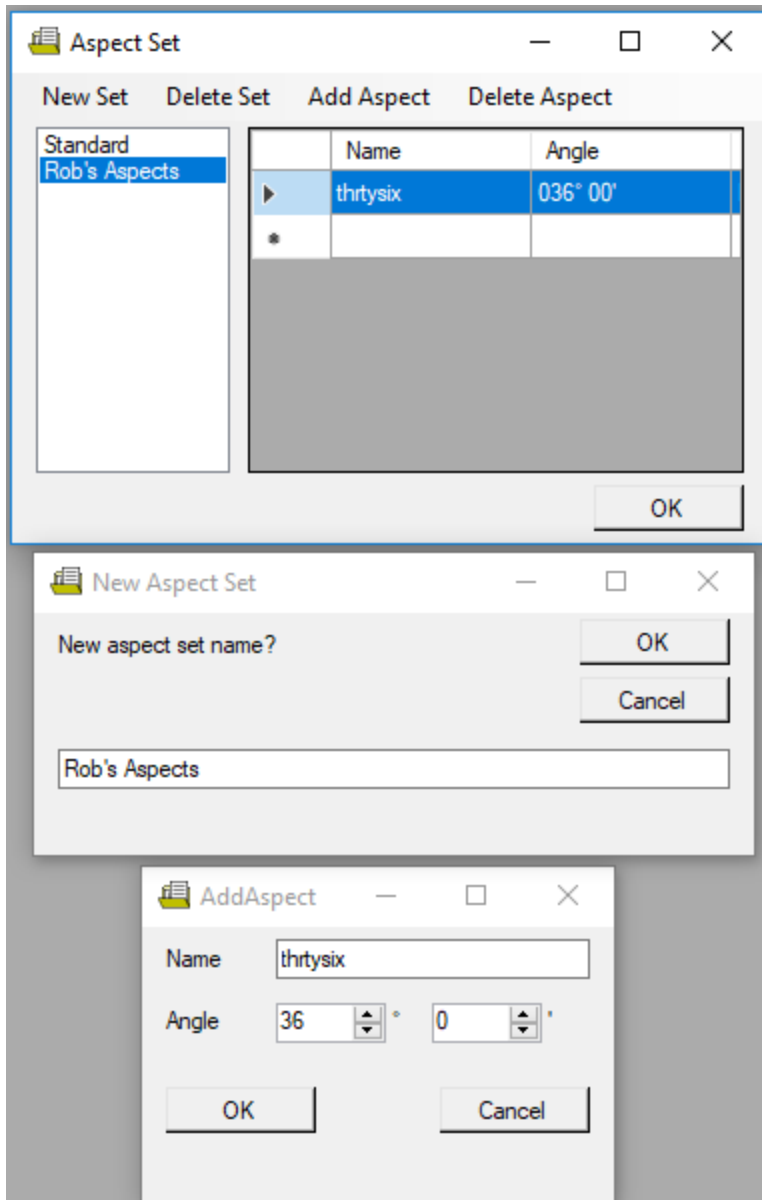 Aspect Set
New Set Delete Set Add Aspect Delete Aspect
Standard
Rob's Aspects
Name Angle
thrtysix 036° 00'
OK
New Aspect Set
New aspect set name?
OK
Cancel
Rob's Aspects
AddAspect
Name thrtysix
Angle 36 ° 0 '
OK Cancel